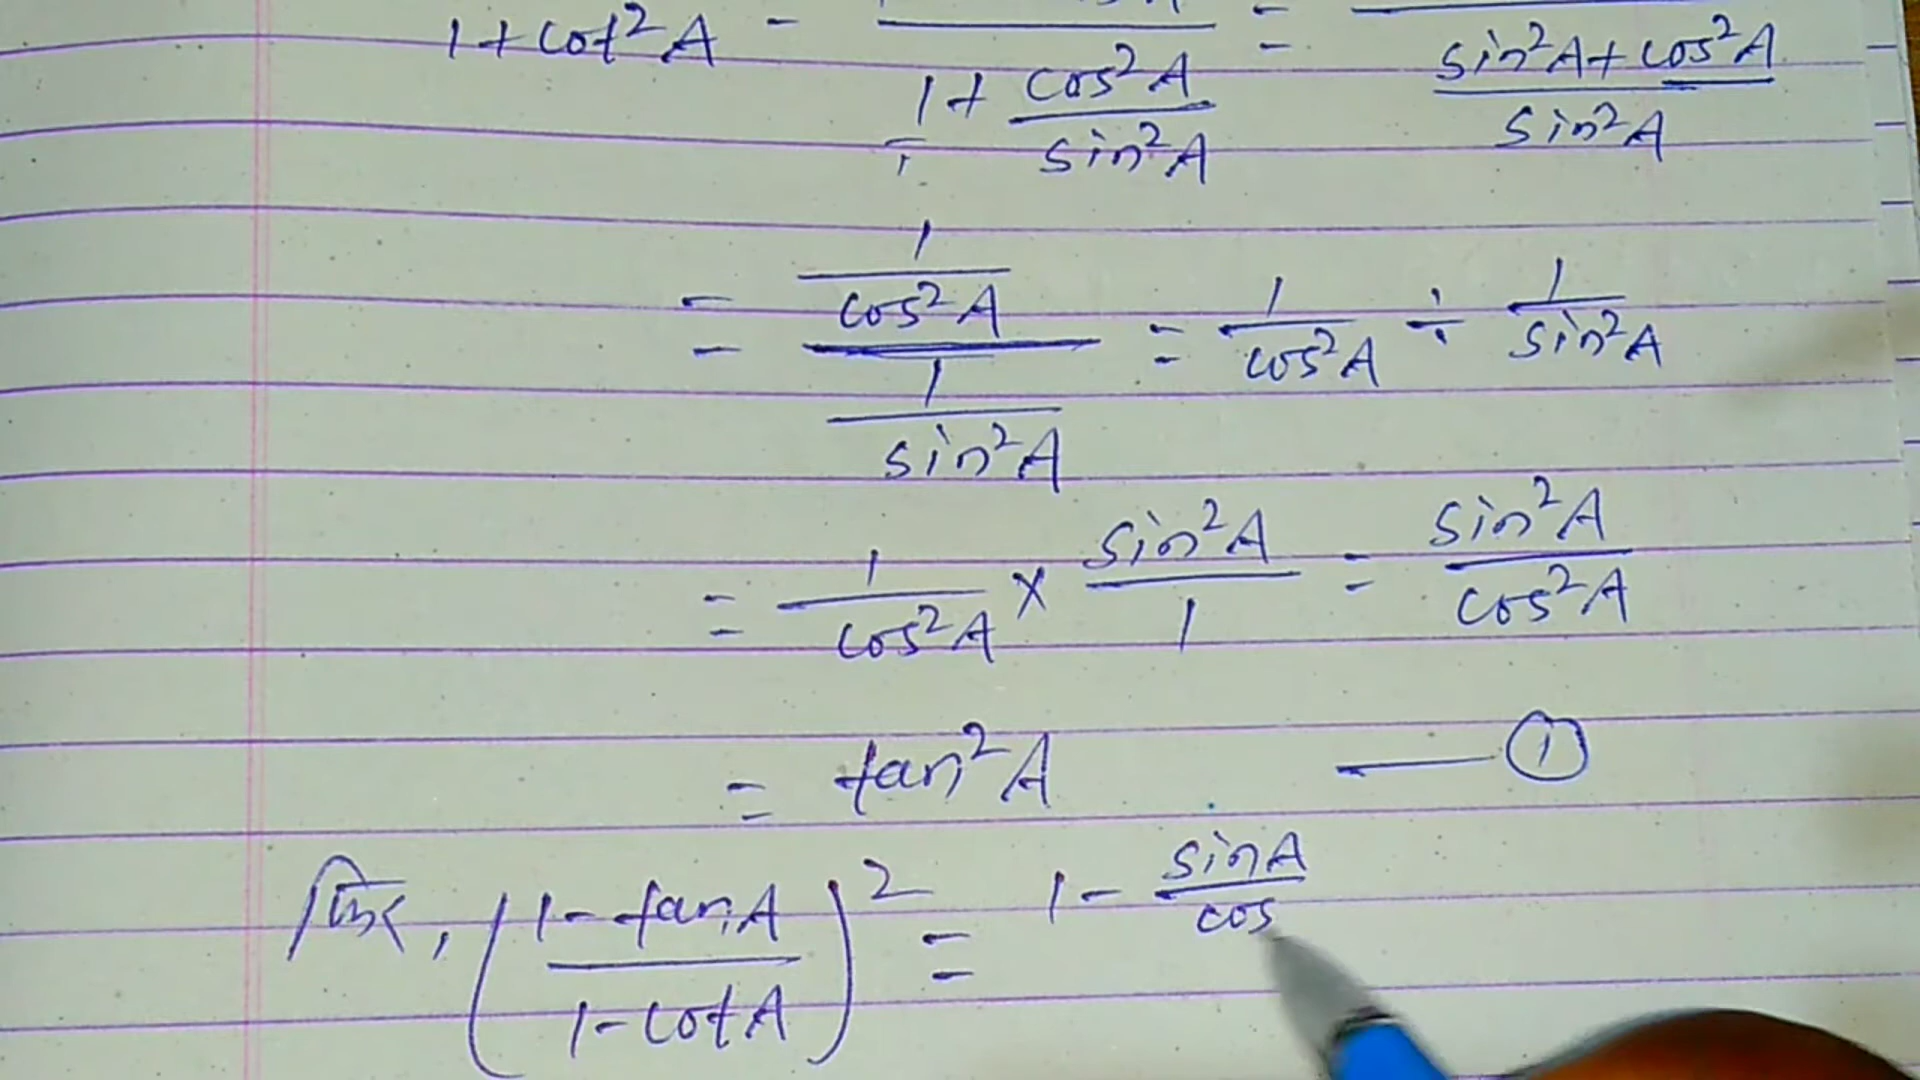 1+cot²A - =
1+ cos²A/sin²A   (sin²A+cos²A)/sin²A
= (1/cos²A)/(1/sin²A) = 1/cos²A ÷ 1/sin²A
= 1/cos²A × sin²A/1 = sin²A/cos²A
= tan²A —— ①
, ((1-tanA)/(1-cotA))² = 1- sinA/cos